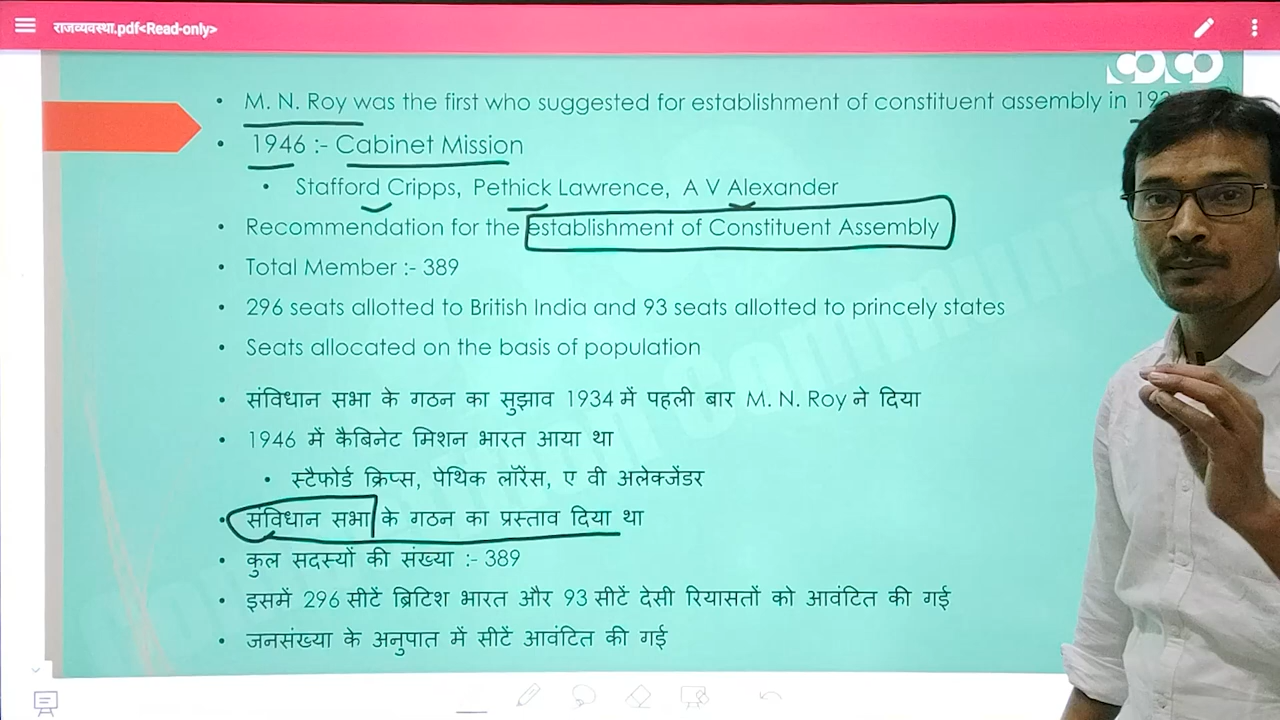 राजव्यवस्था.pdf<Read-only>
COCO
• M. N. Roy was the first who suggested for establishment of constituent assembly in
• 1946 :- Cabinet Mission
• Stafford Cripps, Pethick Lawrence, A V Alexander
• Recommendation for the establishment of Constituent Assembly
• Total Member :- 389
• 296 seats allotted to British India and 93 seats allotted to princely states
• Seats allocated on the basis of population
• संविधान सभा के गठन का सुझाव 1934 में पहली बार M. N. Roy ने दिया
• 1946 में कैबिनेट मिशन भारत आया था
• स्टैफोर्ड क्रिप्स, पेथिक लॉरेंस, ए वी अलेक्जेंडर
• संविधान सभा के गठन का प्रस्ताव दिया था
• कुल सदस्यों की संख्या :- 389
• इसमें 296 सीटें ब्रिटिश भारत और 93 सीटें देसी रियासतों को आवंटित की गई
• जनसंख्या के अनुपात में सीटें आवंटित की गई